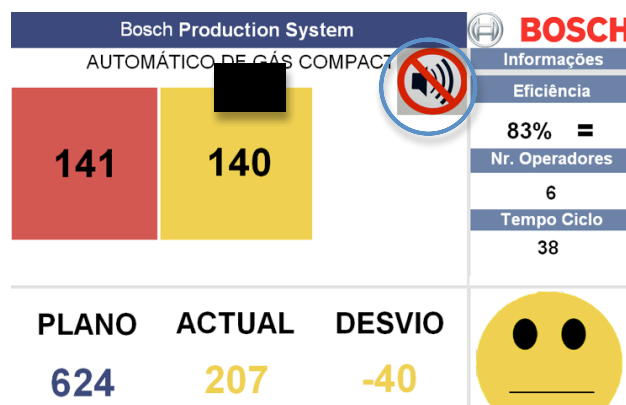 Bosch Production System
BOSCH
AUTOMÁTICO DE GÁS COMPACT
Informações
Eficiência
83% =
141
140
Nr. Operadores
6
Tempo Ciclo
38
PLANO
ACTUAL
DESVIO
624
207
-40